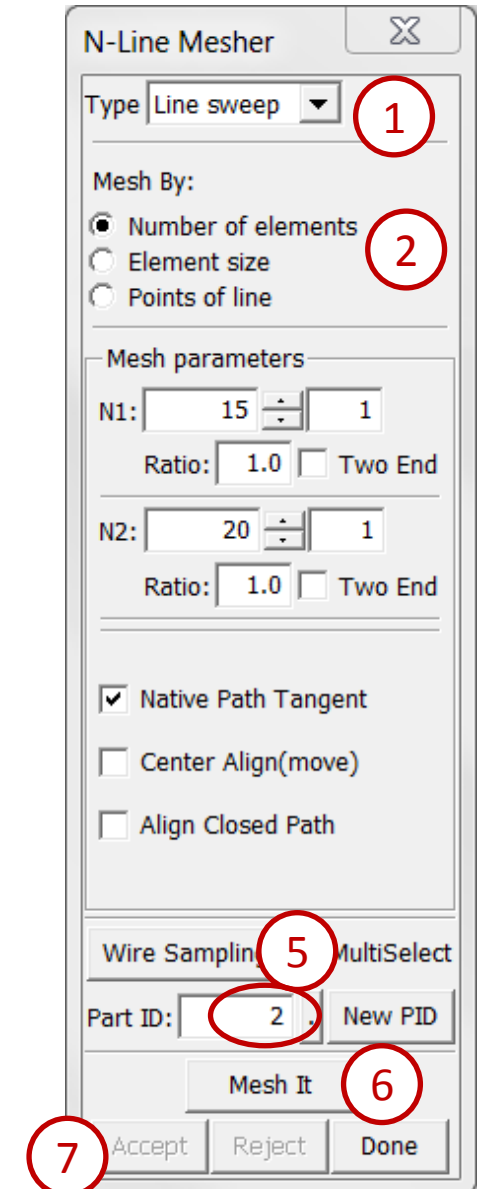 N-Line Mesher
Type Line sweep 1
Mesh By:
Number of elements
2
Element size
Points of line
Mesh parameters
N1: 15 1
Ratio: 1.0 Two End
N2: 20 1
Ratio: 1.0 Two End
Native Path Tangent
Center Align(move)
Align Closed Path
Wire Sampling 5 MultiSelect
Part ID: 2 . New PID
Mesh It 6
7 Accept Reject Done